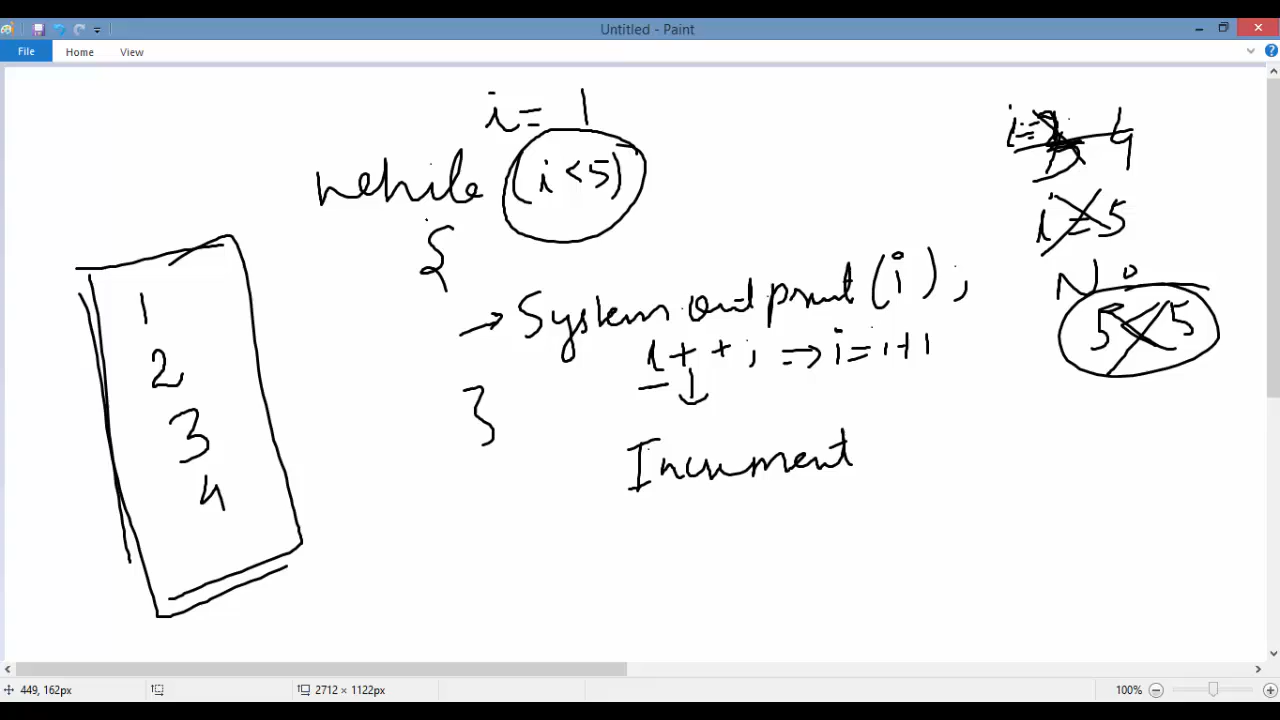 Untitled - Paint
File Home View
i = 1
while (i<5)
{
→ System out print (i);
i++; ⇒ i=i+1
}
Increment
1
2
3
4
i= 4
i=5
No
5<5
449, 162px 2712 × 1122px 100%